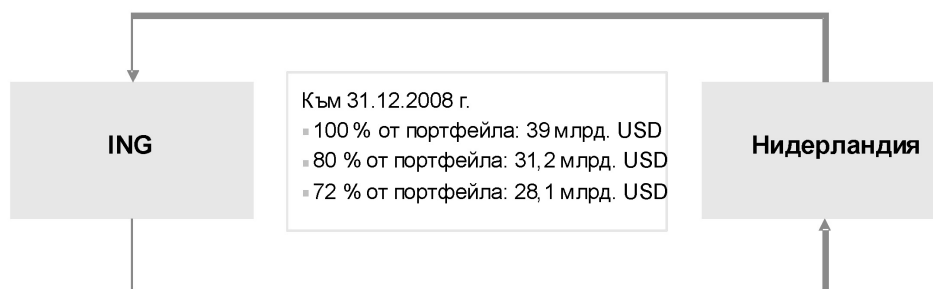 ING
Към 31.12.2008 г.
▪ 100 % от портфейла: 39 млрд. USD
▪ 80 % от портфейла: 31,2 млрд. USD
▪ 72 % от портфейла: 28,1 млрд. USD
Нидерландия